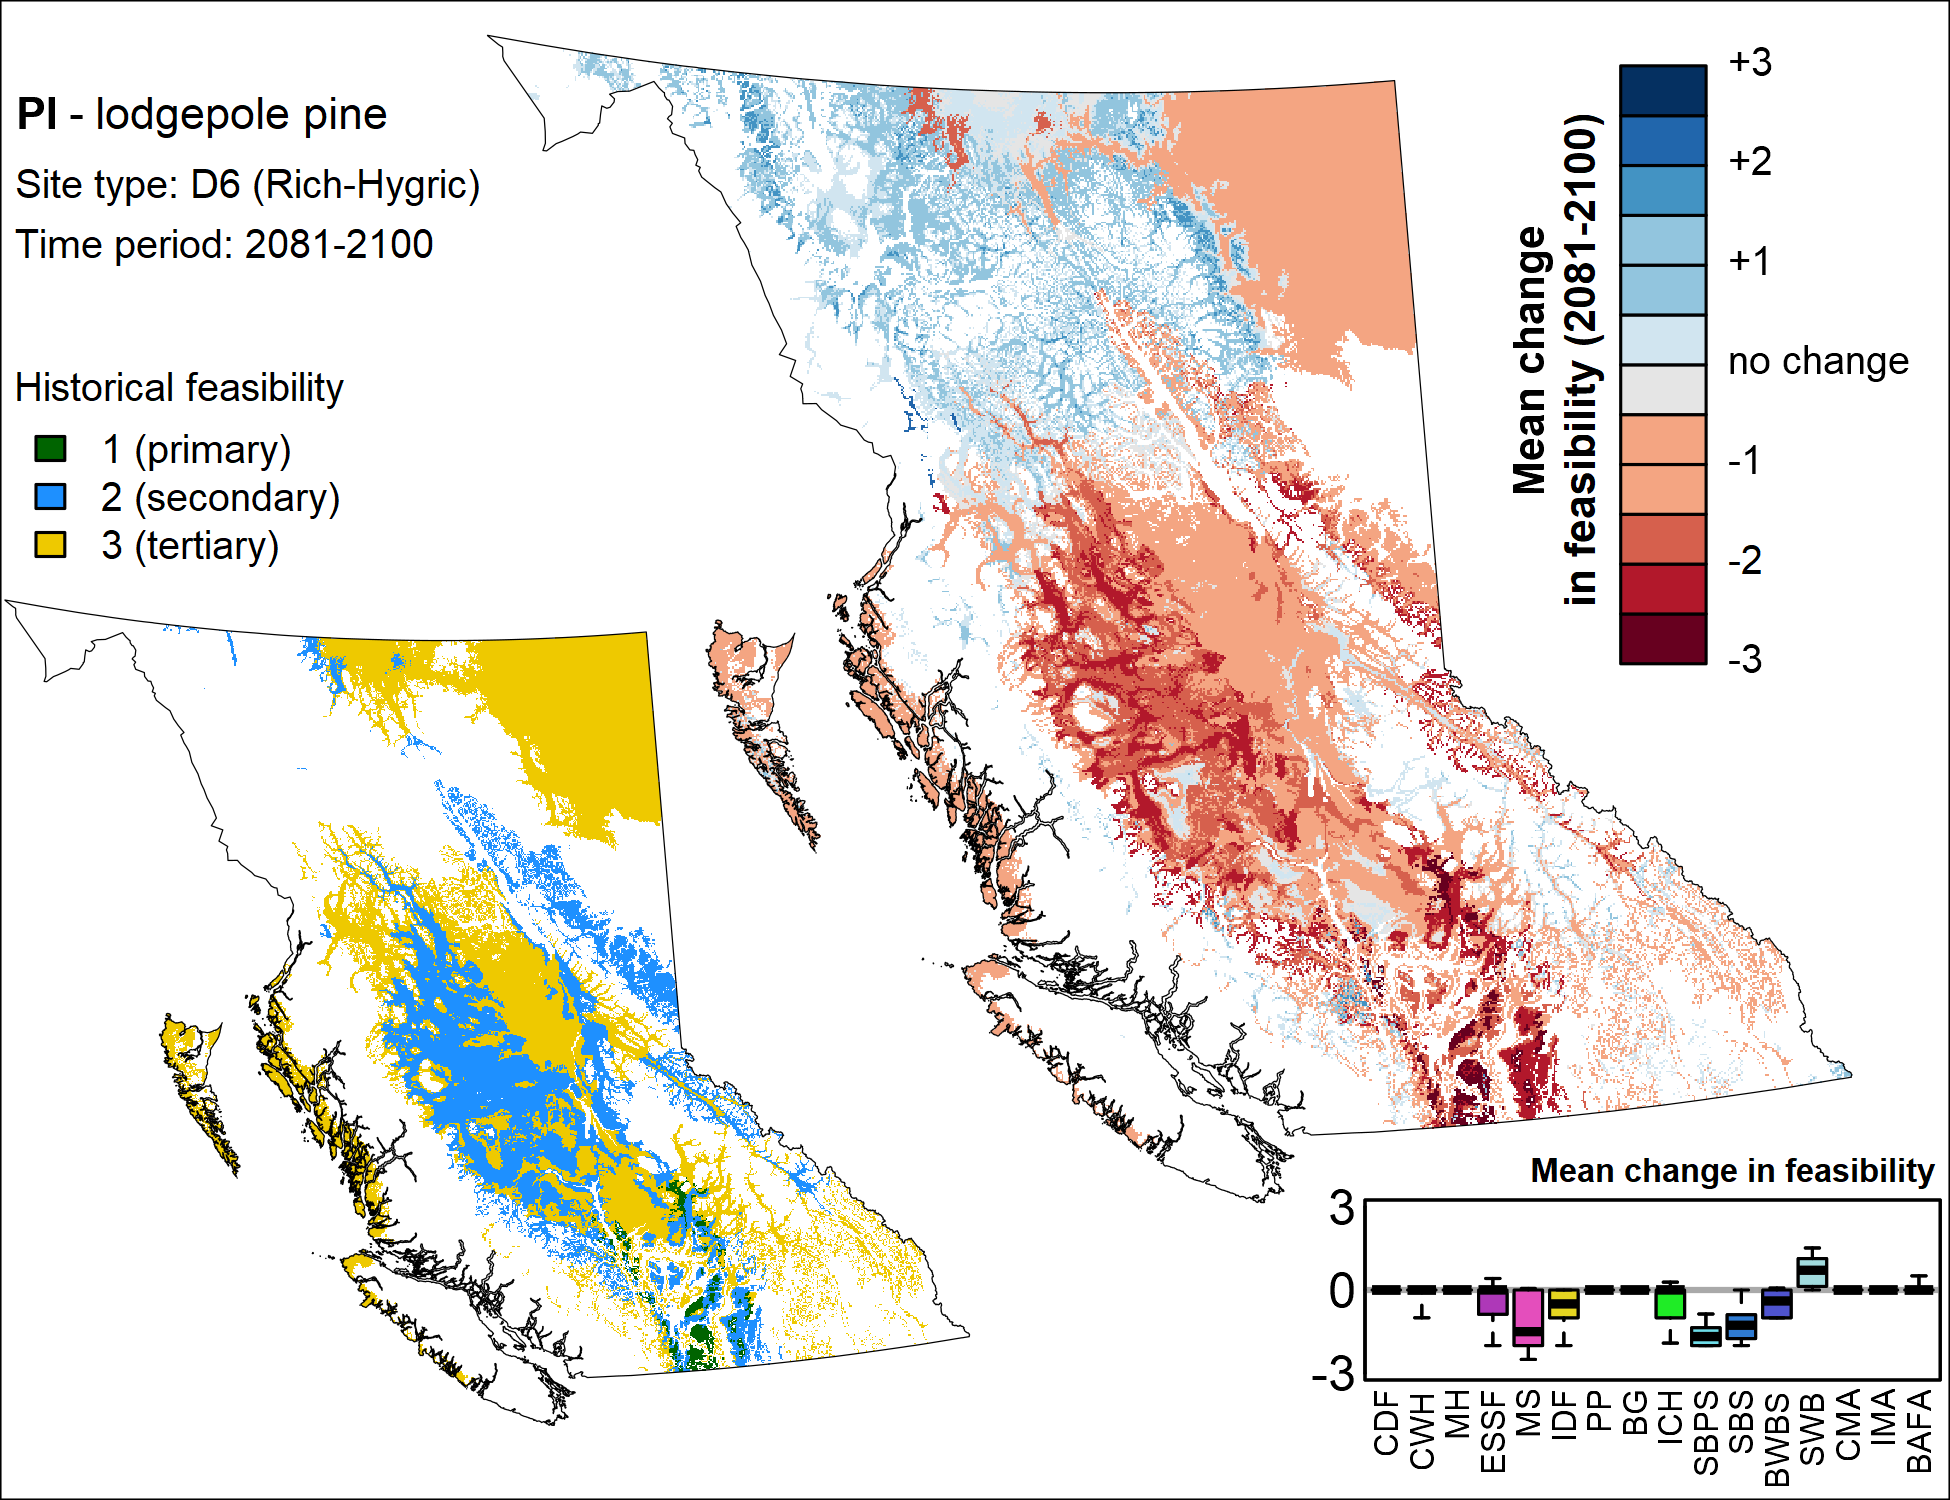 Pl - lodgepole pine
Site type: D6 (Rich-Hygric)
Time period: 2081-2100
Historical feasibility
1 (primary)
2 (secondary)
3 (tertiary)
Mean change
in feasibility (2081-2100)
+3
+2
+1
no change
-1
-2
-3
Mean change in feasibility
3
0
-3
CDF
CWH
MH
ESSF
MS
IDF
PP
BG
ICH
SBPS
SBS
BWBS
SWB
CMA
IMA
BAFA